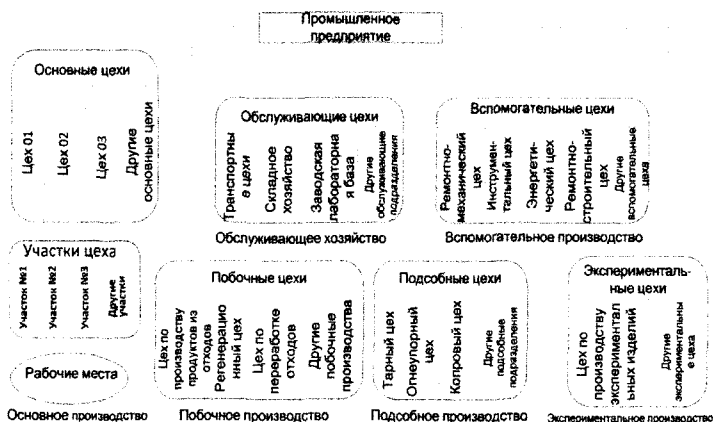 Промышленное
предприятие
Основные цехи
Цех 01
Цех 02
Цех 03
Другие
основные цехи
Обслуживающие цехи
Транспортны
е цехи
Складное
хозяйство
Заводская
лабораторна
я база
Другие
обслуживающие
подразделения
Обслуживающее хозяйство
Вспомогательные цехи
Ремонтно-
механический
цех
Инструмен-
тальный цех
Энергети-
ческий цех
Ремонтно-
строительный
цех
Другие
вспомогательные
цеха
Вспомогательное производство
Участки цеха
Участок №1
Участок №2
Участок №3
Другие
участки
Рабочие места
Основное производство
Побочные цехи
Цех по
производству
продуктов из
отходов
Регенерацио
нный цех
Цех по
переработке
отходов
Другие
побочные
производства
Побочное производство
Подсобные цехи
Тарный цех
Огнеупорный
цех
Копровый цех
Другие
подсобные
подразделения
Подсобное производство
Эксперименталь-
ные цехи
Цех по
производству
эксперментал
ьных изделий
Другие
экспериментальны
е цеха
Экспериментальное производство